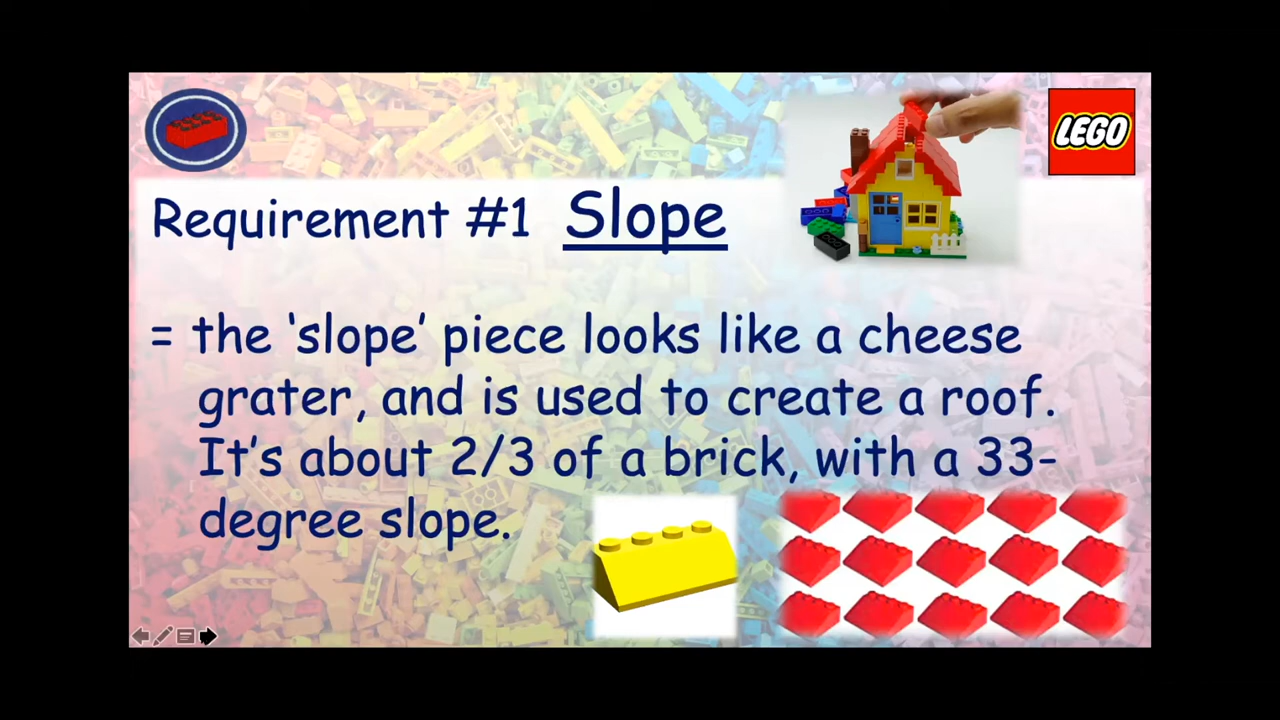 LEGO
Requirement #1 Slope
= the ‘slope’ piece looks like a cheese
grater, and is used to create a roof.
It’s about 2/3 of a brick, with a 33-
degree slope.